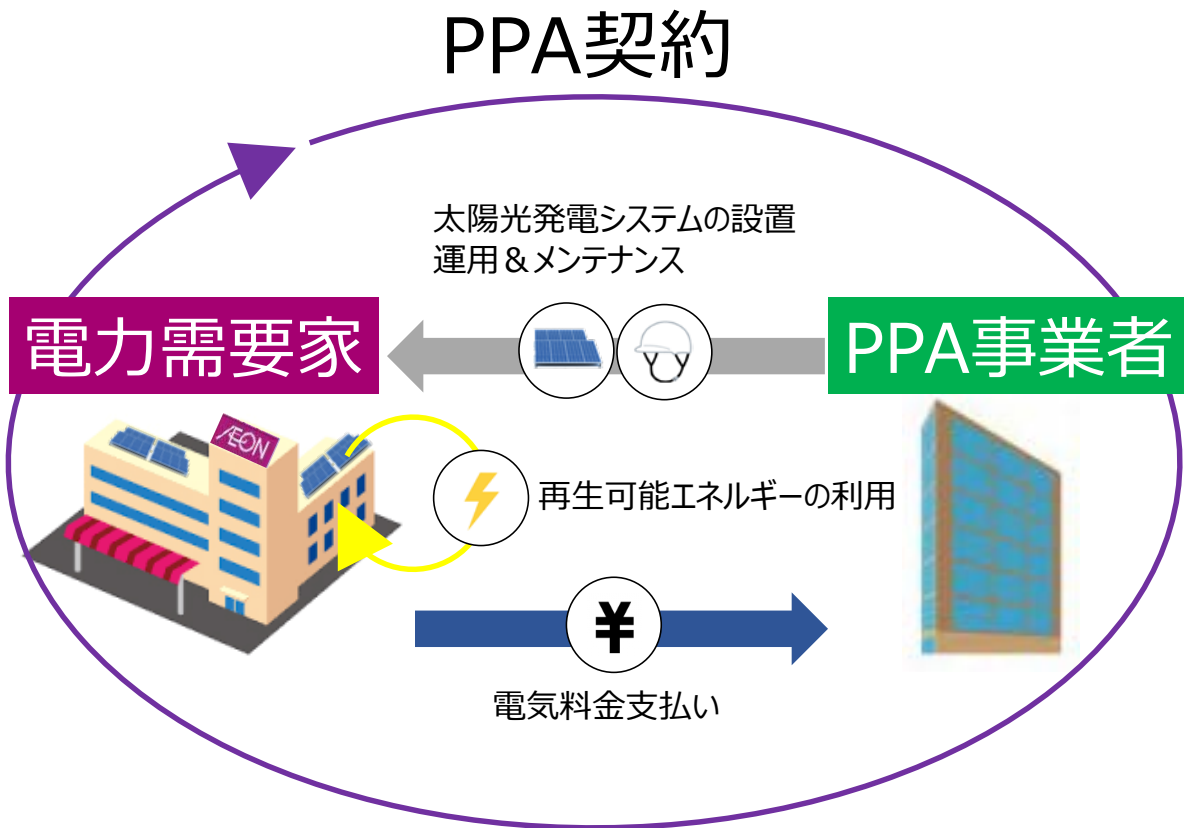 PPA契約
太陽光発電システムの設置
運用＆メンテナンス
電力需要家
PPA事業者
ÆON
再生可能エネルギーの利用
¥
電気料金支払い